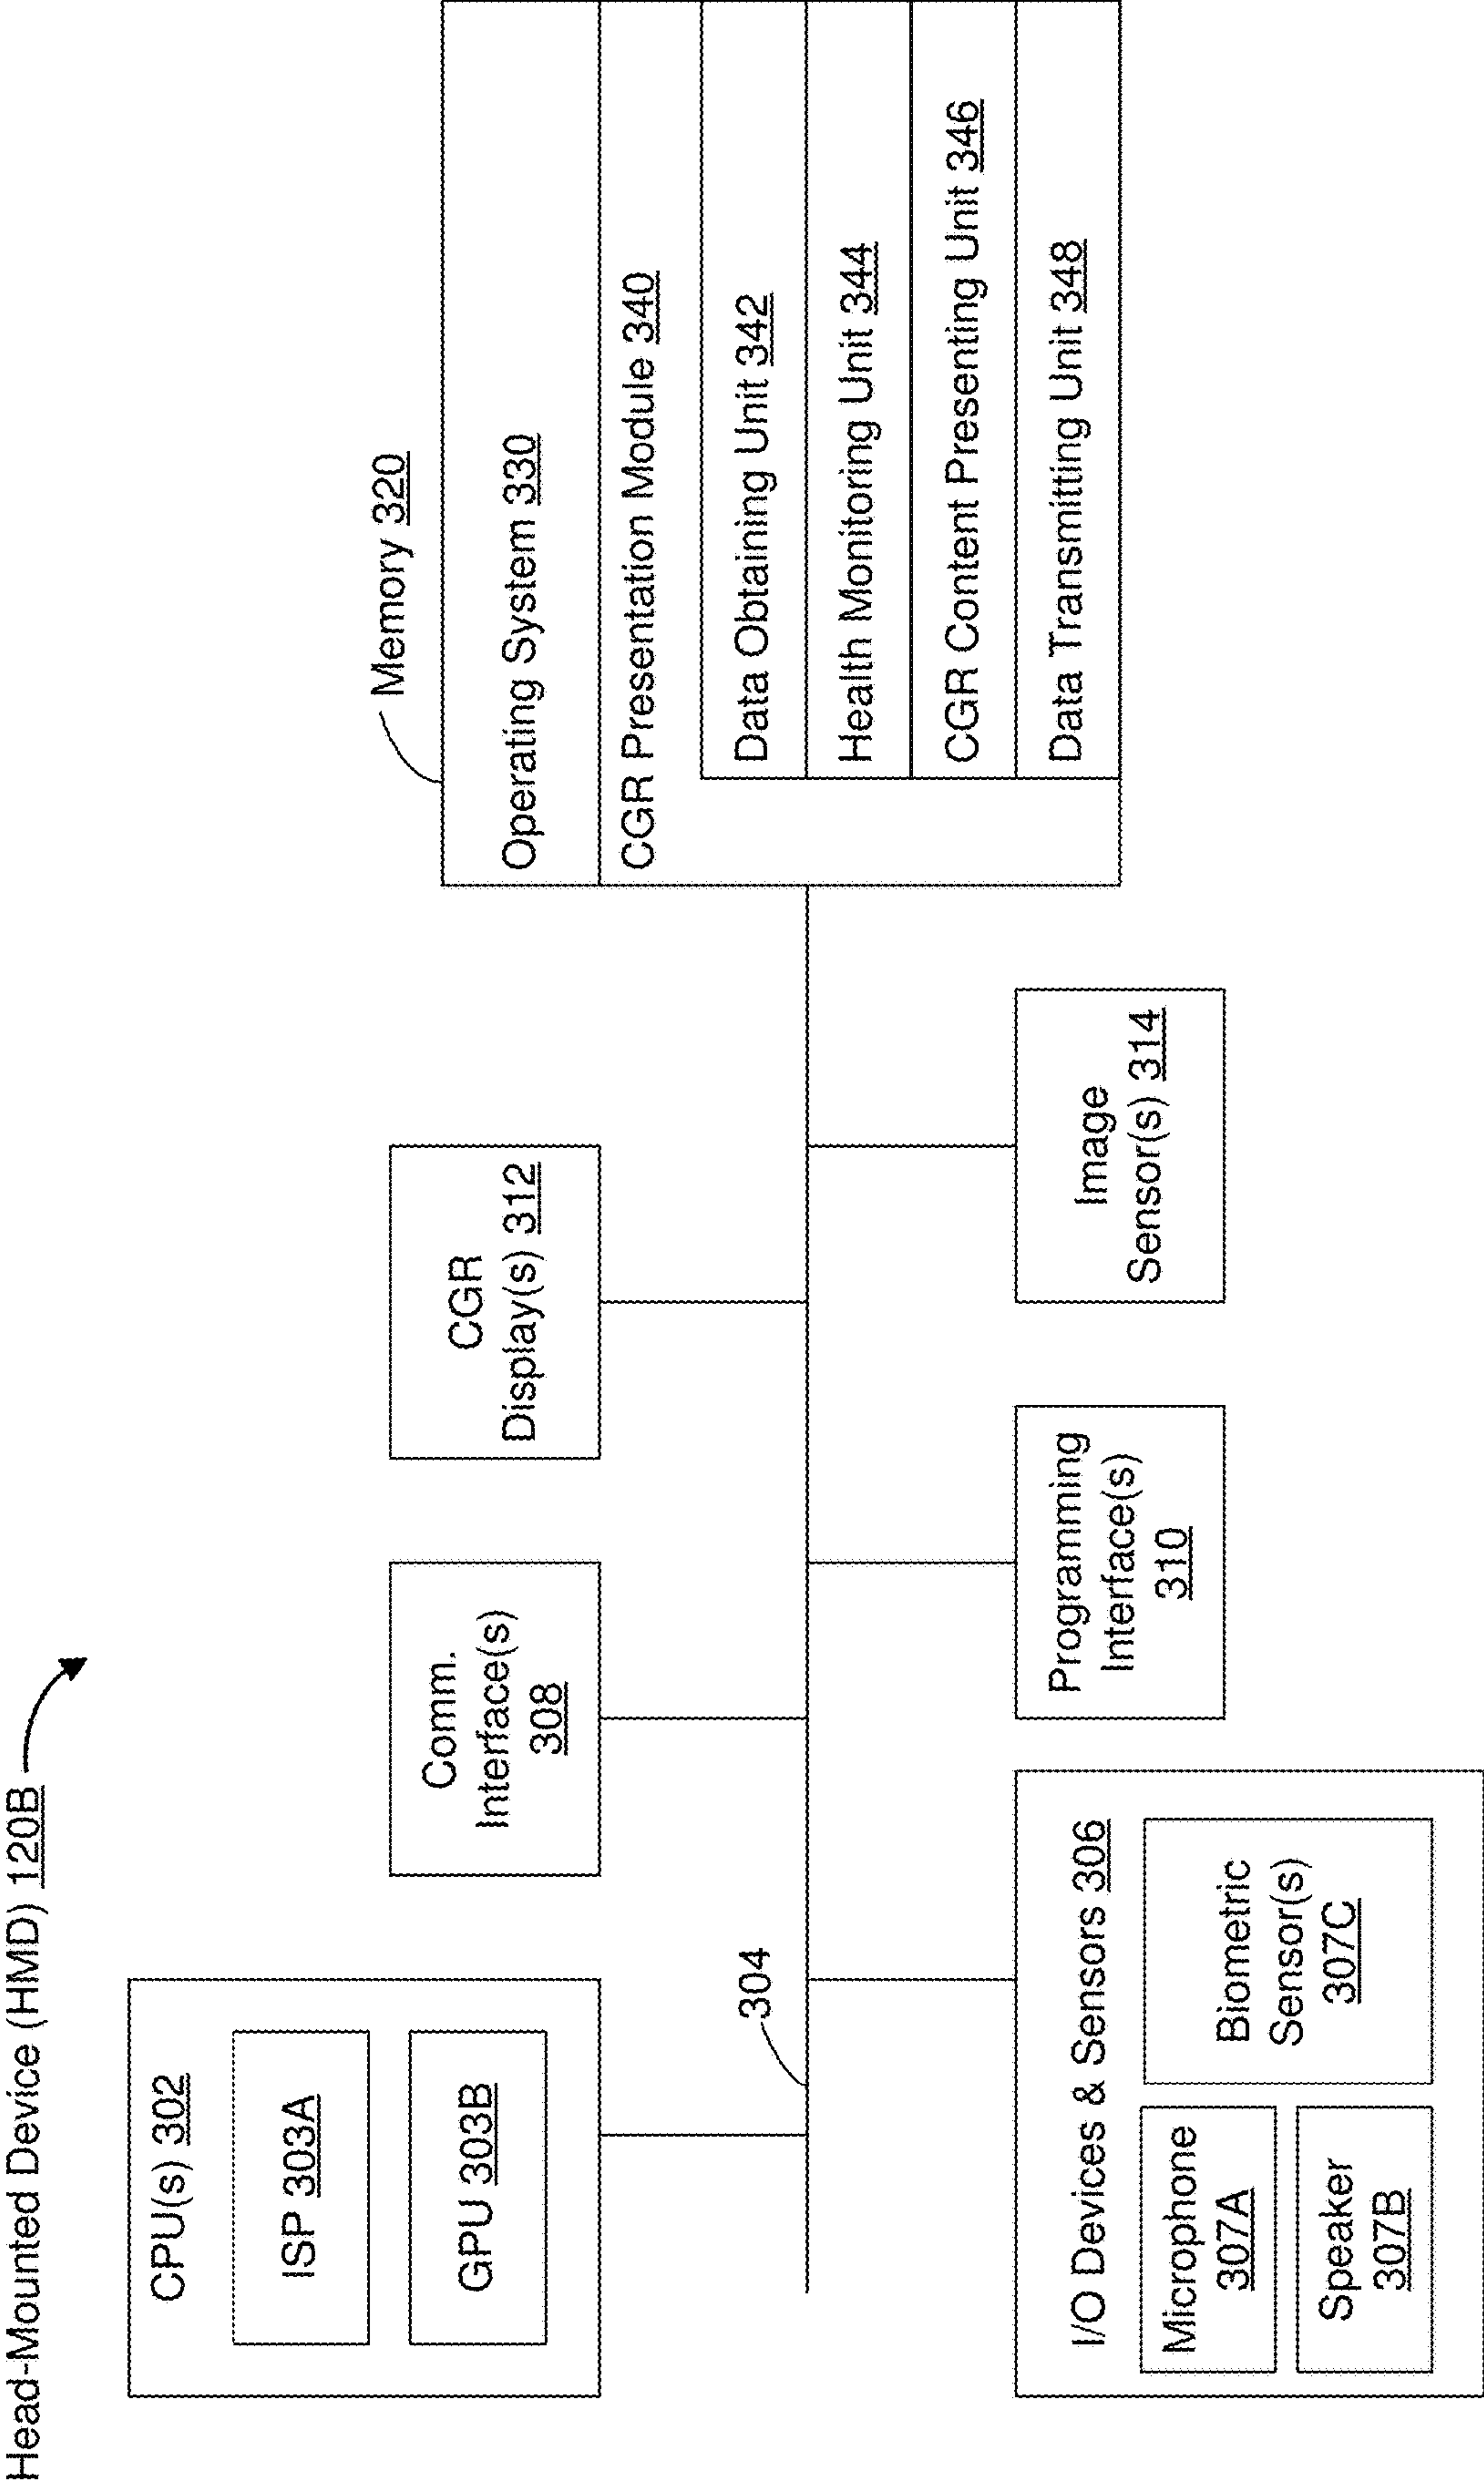 Head-Mounted Device (HMD) 120B
CPU(s) 302
ISP 303A
GPU 303B
Comm.
Interface(s)
308
CGR
Display(s) 312
Memory 320
Operating System 330
CGR Presentation Module 340
Data Obtaining Unit 342
Health Monitoring Unit 344
CGR Content Presenting Unit 346
Data Transmitting Unit 348
304
I/O Devices & Sensors 306
Microphone
307A
Speaker
307B
Biometric
Sensor(s)
307C
Programming
Interface(s)
310
Image
Sensor(s) 314